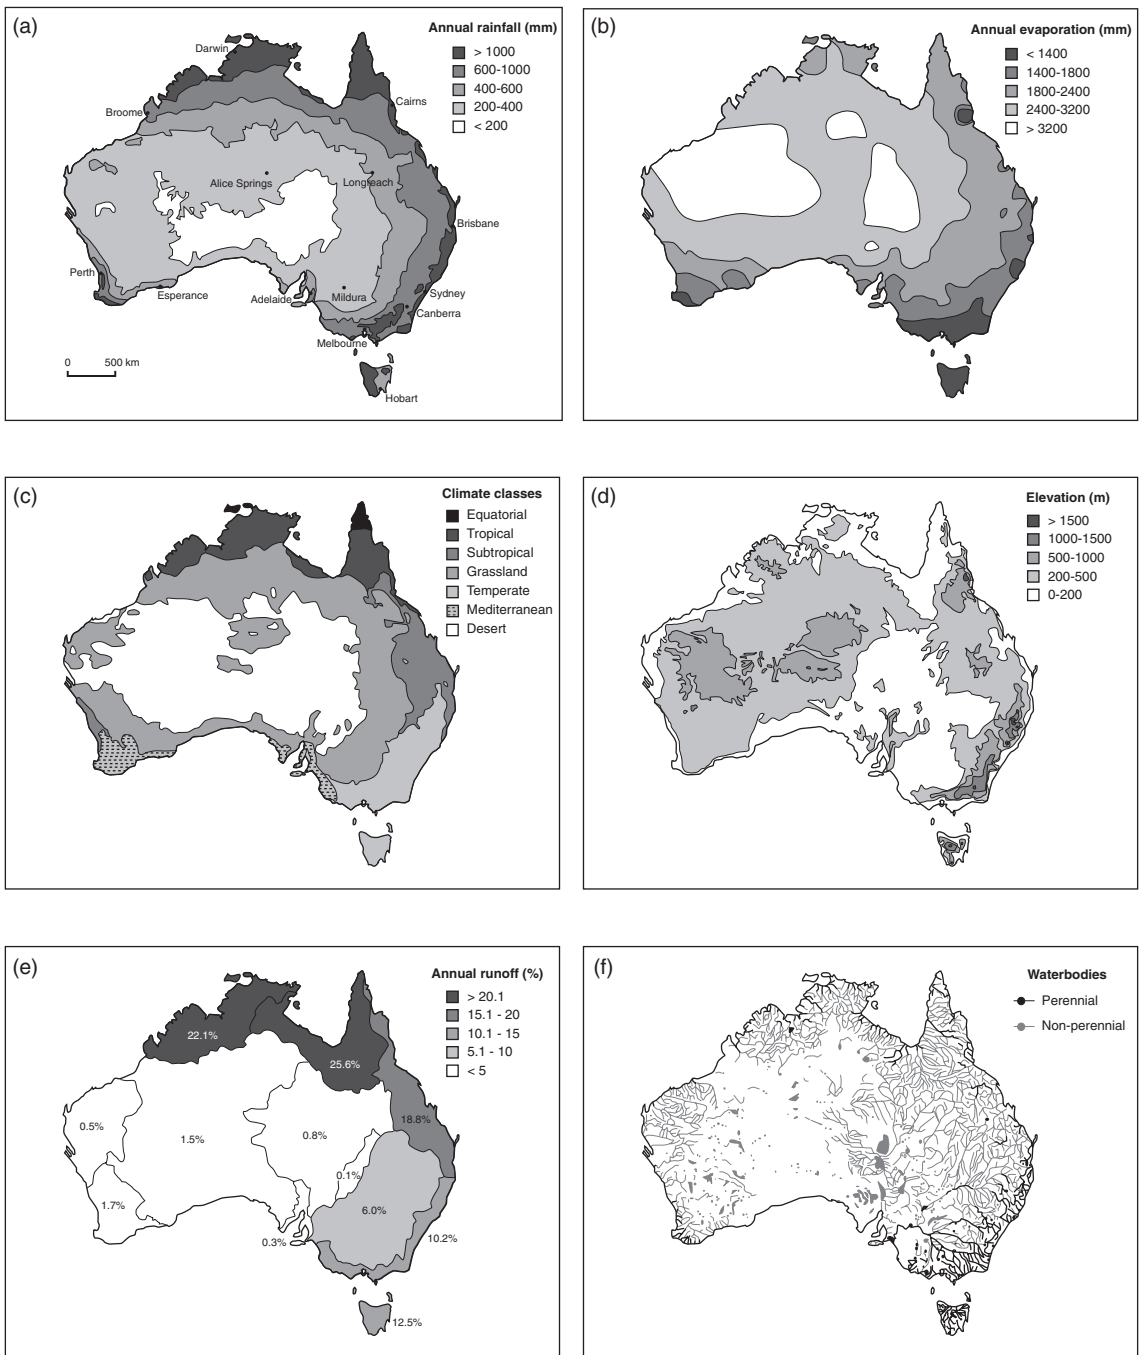 (a)
Annual rainfall (mm)
> 1000
600-1000
400-600
200-400
< 200
Darwin
Broome
Cairns
Alice Springs
Longreach
Brisbane
Perth
Esperance
Adelaide
Mildura
Sydney
Canberra
Melbourne
Hobart
0 500 km
(b)
Annual evaporation (mm)
< 1400
1400-1800
1800-2400
2400-3200
> 3200
(c)
Climate classes
Equatorial
Tropical
Subtropical
Grassland
Temperate
Mediterranean
Desert
(d)
Elevation (m)
> 1500
1000-1500
500-1000
200-500
0-200
(e)
Annual runoff (%)
> 20.1
15.1 - 20
10.1 - 15
5.1 - 10
< 5
22.1%
25.6%
18.8%
0.5%
1.5%
0.8%
0.1%
1.7%
6.0%
0.3%
10.2%
12.5%
(f)
Waterbodies
Perennial
Non-perennial